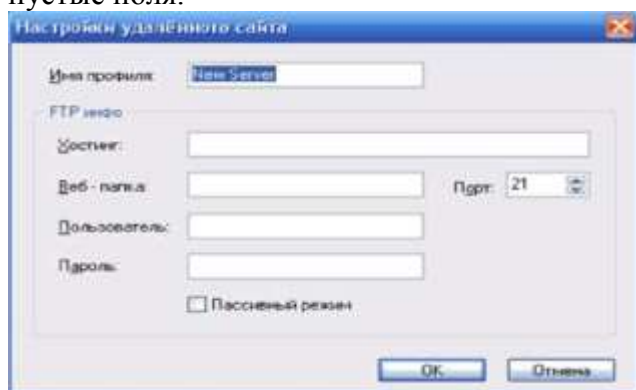 пустые поля.
Настройки удалённого сайта
Имя профиля: New Server
FTP инфо
Хостинг:
Веб - папка Порт: 21
Пользователь:
Пароль:
Пассивный режим
OK Отмена